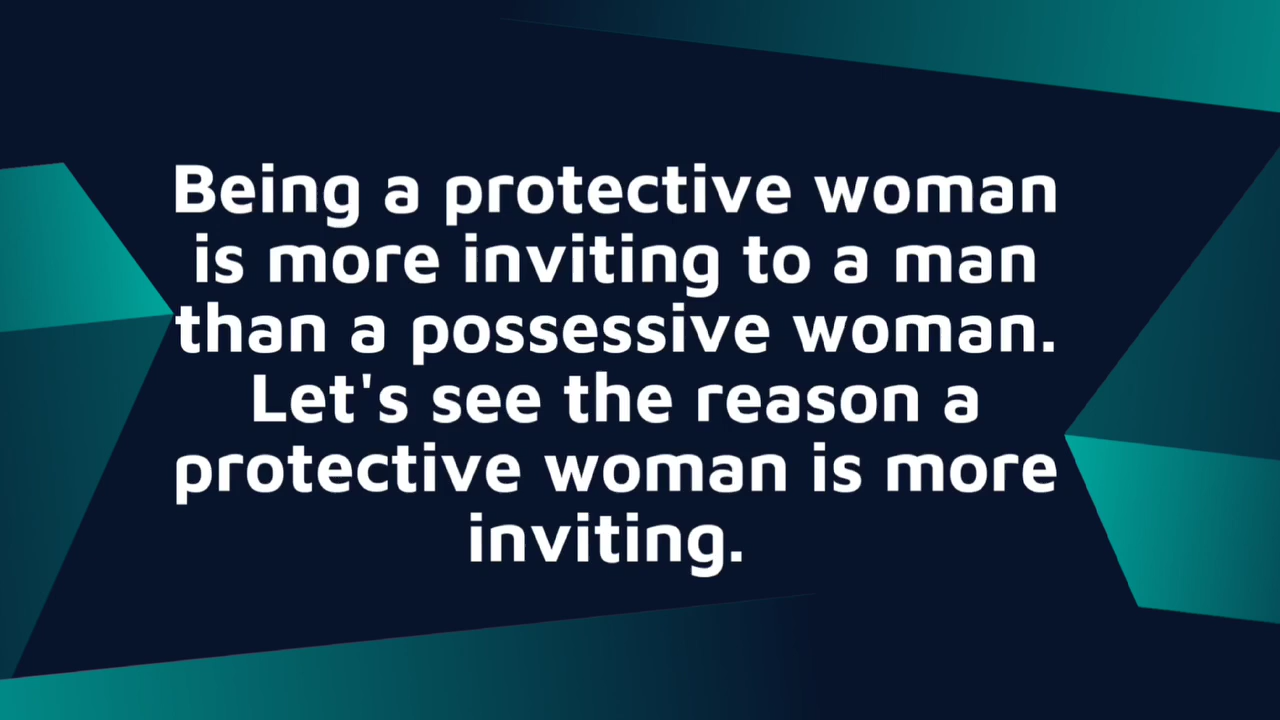 Being a protective woman
is more inviting to a man
than a possessive woman.
Let's see the reason a
protective woman is more
inviting.